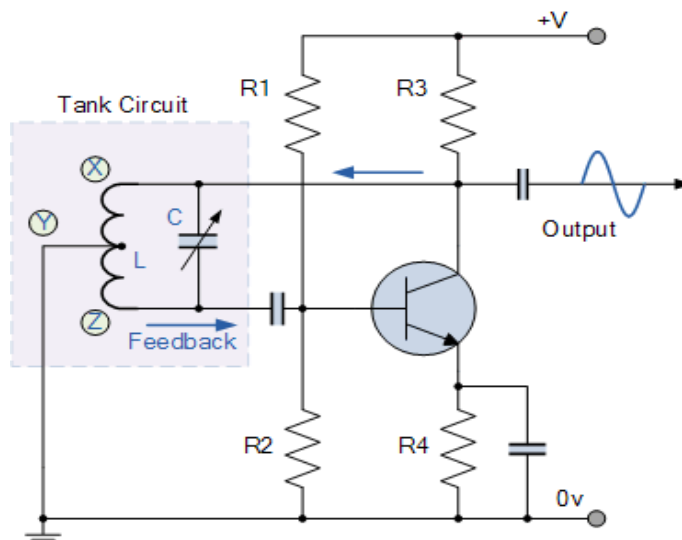 +V
R1
R3
Tank Circuit
X
Y
C
L
Output
Z
Feedback
R2
R4
0v